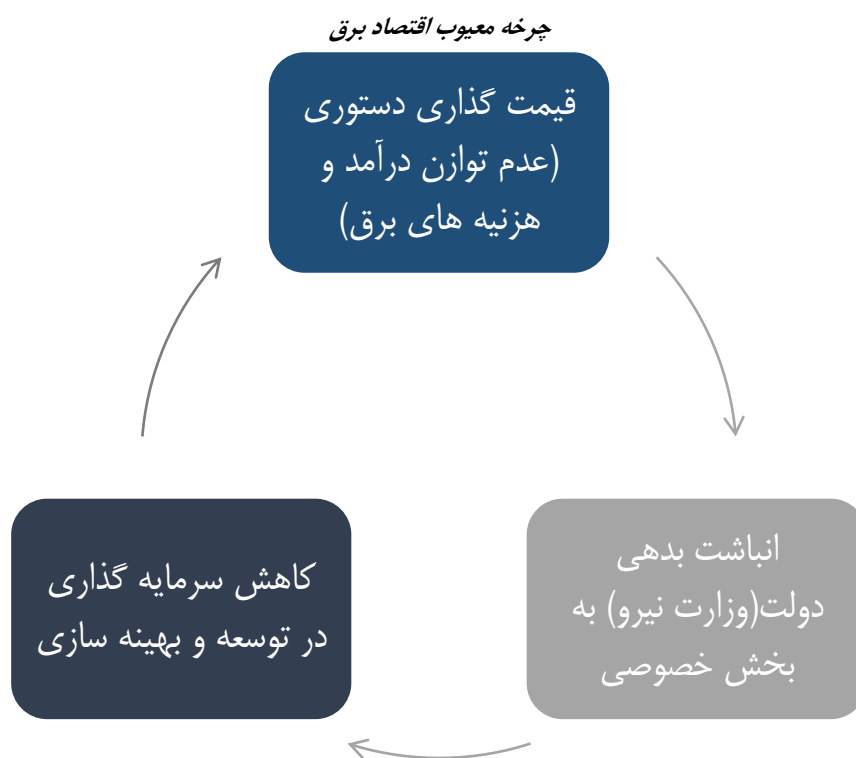 چرخه معیوب اقتصاد برق
قیمت گذاری دستوری
(عدم توازن درآمد و
هزنیه های برق)
انباشت بدهی
دولت(وزارت نیرو) به
بخش خصوصی
کاهش سرمایه گذاری
در توسعه و بهینه سازی